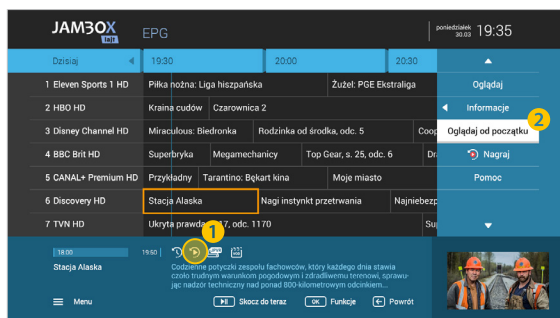 JAMBOX
lajt
EPG
poniedziałek
30.03
19:35
Dzisiaj
19:30
20:00
20:30
1 Eleven Sports 1 HD
Piłka nożna: Liga hiszpańska
Żużel: PGE Ekstraliga
Oglądaj
2 HBO HD
Kraina cudów
Czarownica 2
Informacje
2
3 Disney Channel HD
Miraculous: Biedronka
Rodzinka od środka, odc. 5
Coop
Oglądaj od początku
4 BBC Brit HD
Superbryka
Megamechanicy
Top Gear, s. 25, odc. 6
Nagraj
5 CANAL+ Premium HD
Przykładny
Tarantino: Bękart kina
Moje miasto
Pomoc
6 Discovery HD
Stacja Alaska
Nagi instynkt przetrwania
Najniebezp
7 TVN HD
Ukryta prawda 17, odc. 1170
1
18:00
19:50
Stacja Alaska
Codzienne potyczki zespołu fachowców, który każdego dnia stawia
czoło trudnym warunkom pogodowym i zdradliwemu terenowi, sprawu-
jąc nadzór techniczny nad ponad 800-kilometrowym odcinkiem...
Menu
Skocz do teraz
OK
Funkcje
Powrót